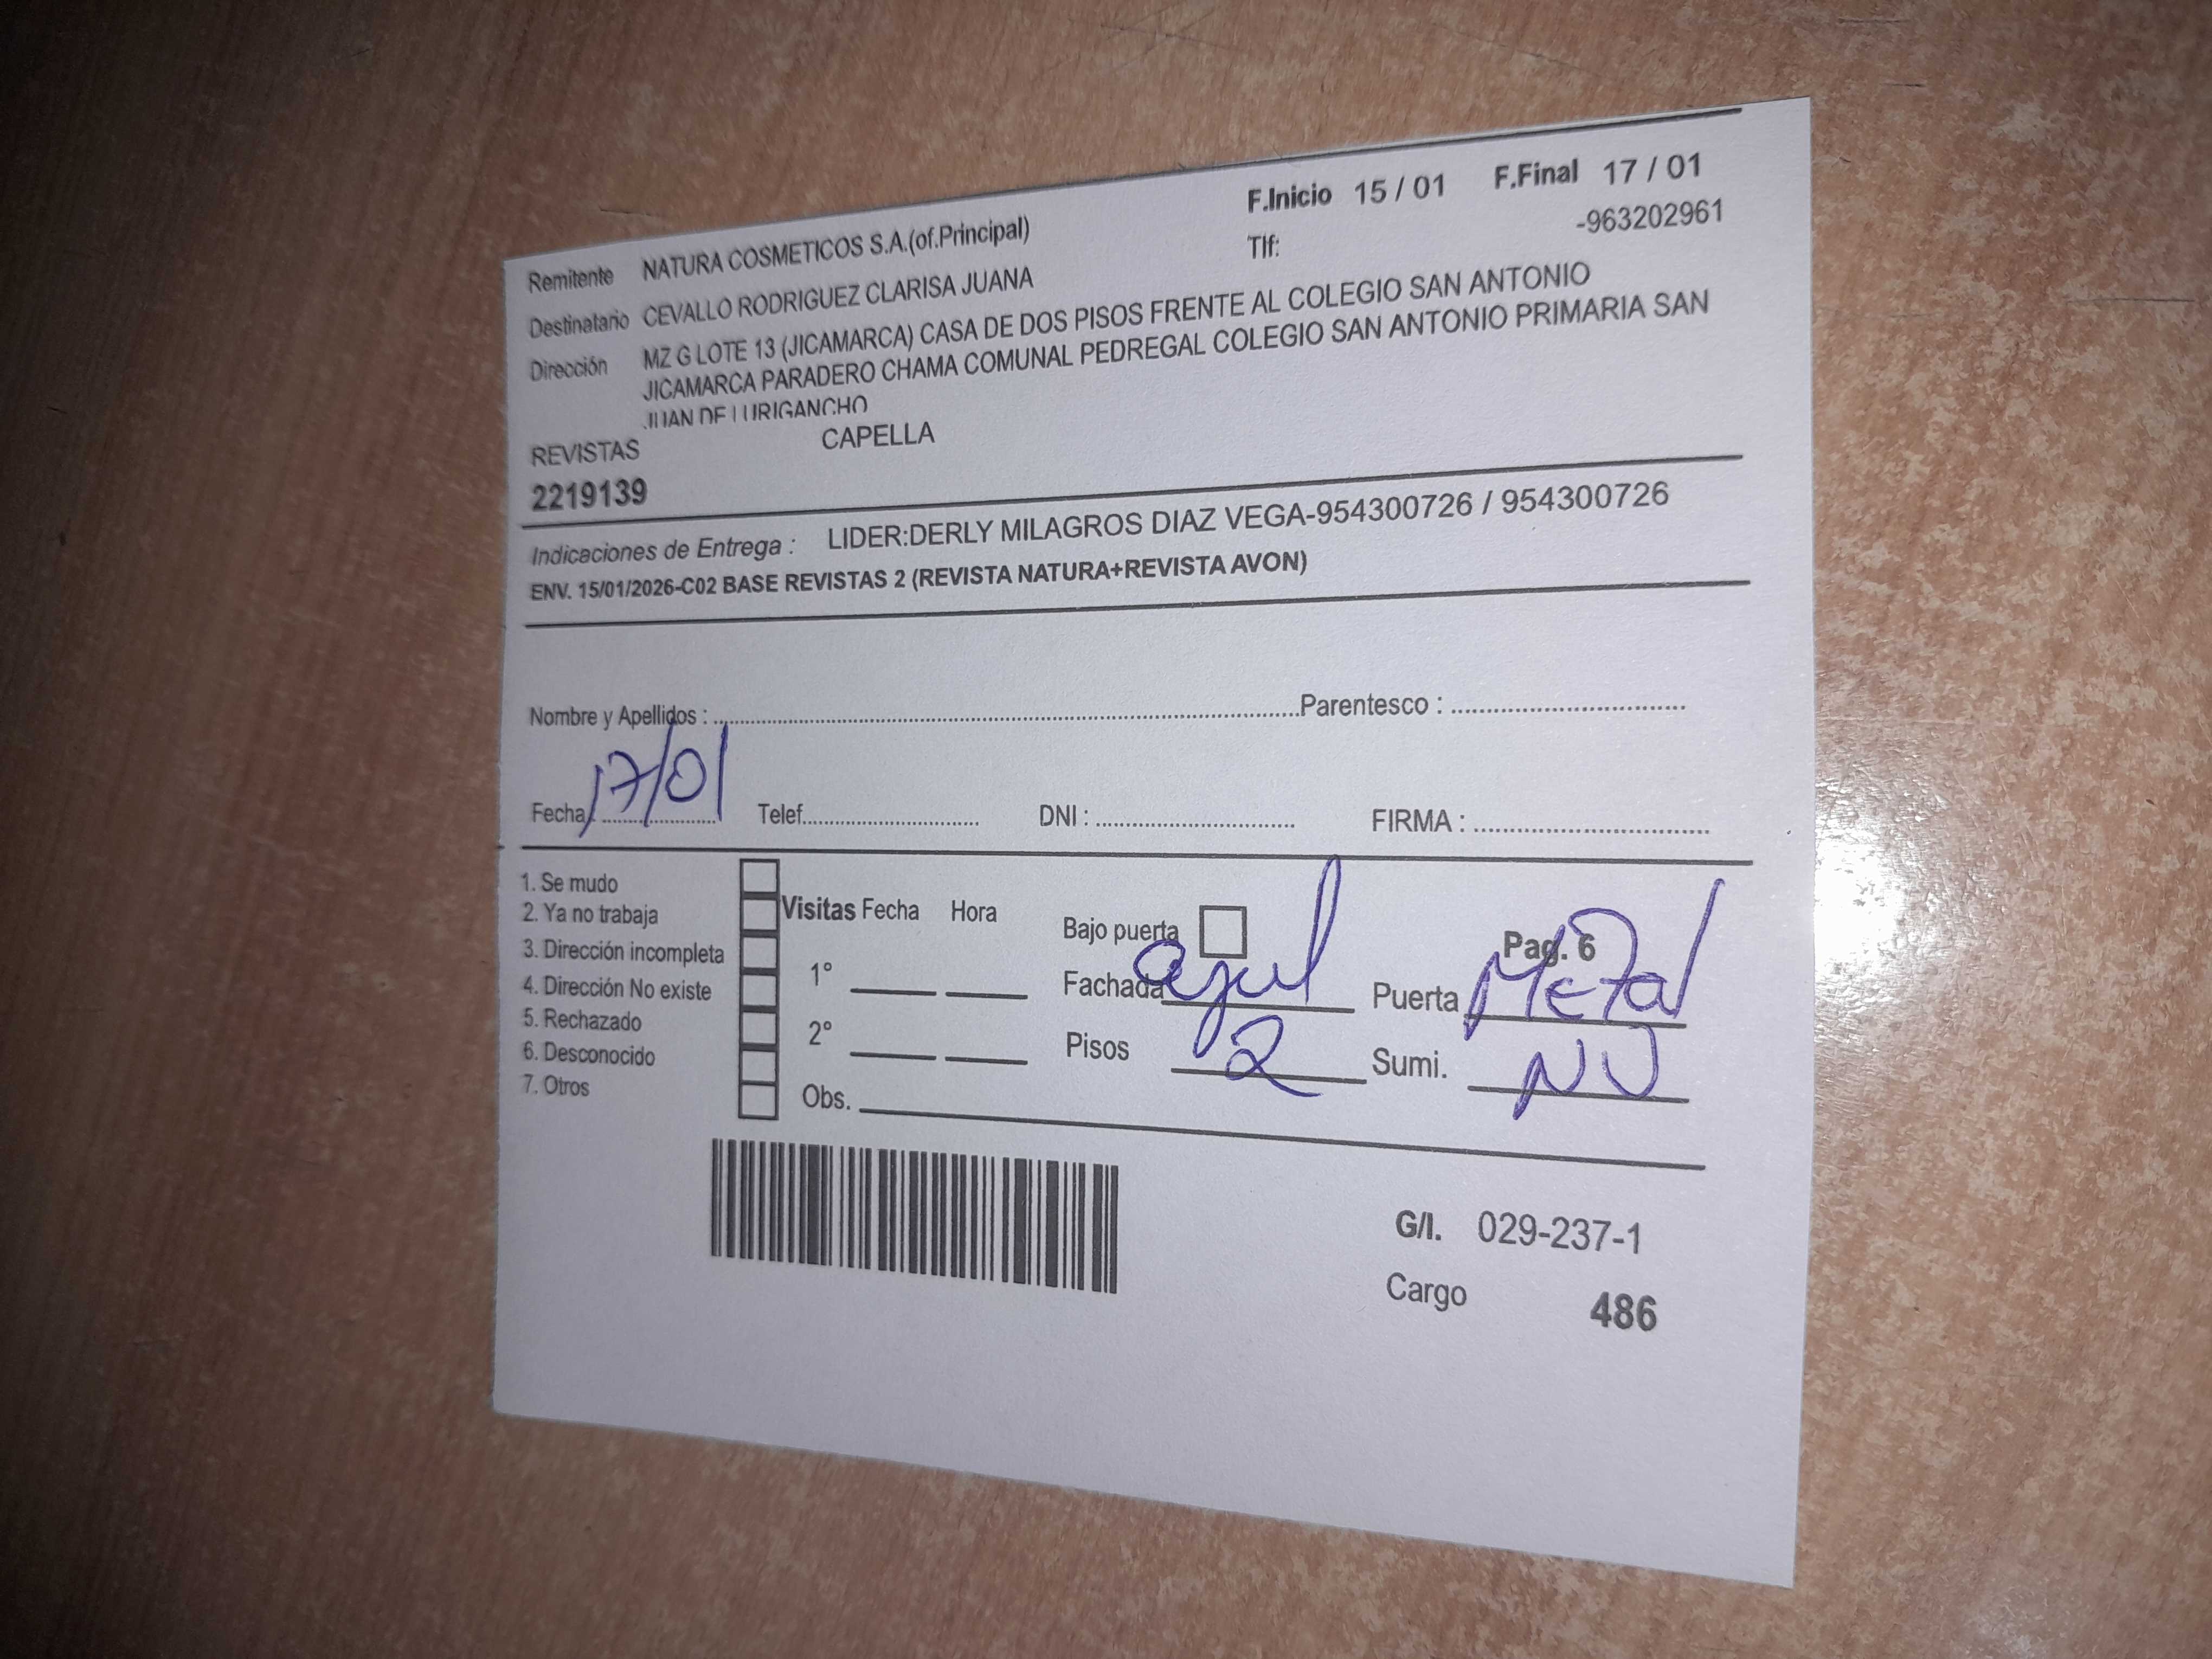 F.Inicio 15 / 01 F.Final 17 / 01
Remitente NATURA COSMETICOS S.A.(of.Principal) Tlf: -963202961
Destinatario CEVALLO RODRIGUEZ CLARISA JUANA
Dirección MZ G LOTE 13 (JICAMARCA) CASA DE DOS PISOS FRENTE AL COLEGIO SAN ANTONIO
JICAMARCA PARADERO CHAMA COMUNAL PEDREGAL COLEGIO SAN ANTONIO PRIMARIA SAN
JUAN DE LURIGANCHO
REVISTAS CAPELLA
2219139
Indicaciones de Entrega : LIDER:DERLY MILAGROS DIAZ VEGA-954300726 / 954300726
ENV. 15/01/2026-C02 BASE REVISTAS 2 (REVISTA NATURA+REVISTA AVON)
Nombre y Apellidos : Parentesco :
Fecha: 17/01 Telef. DNI : FIRMA :
1. Se mudo
2. Ya no trabaja
3. Dirección incompleta
4. Dirección No existe
5. Rechazado
6. Desconocido
7. Otros
Visitas Fecha Hora
1°
2°
Obs.
Bajo puerta Pag. 6
Fachada azul Puerta Metal
Pisos 2 Sumi. NU
G/I. 029-237-1
Cargo 486